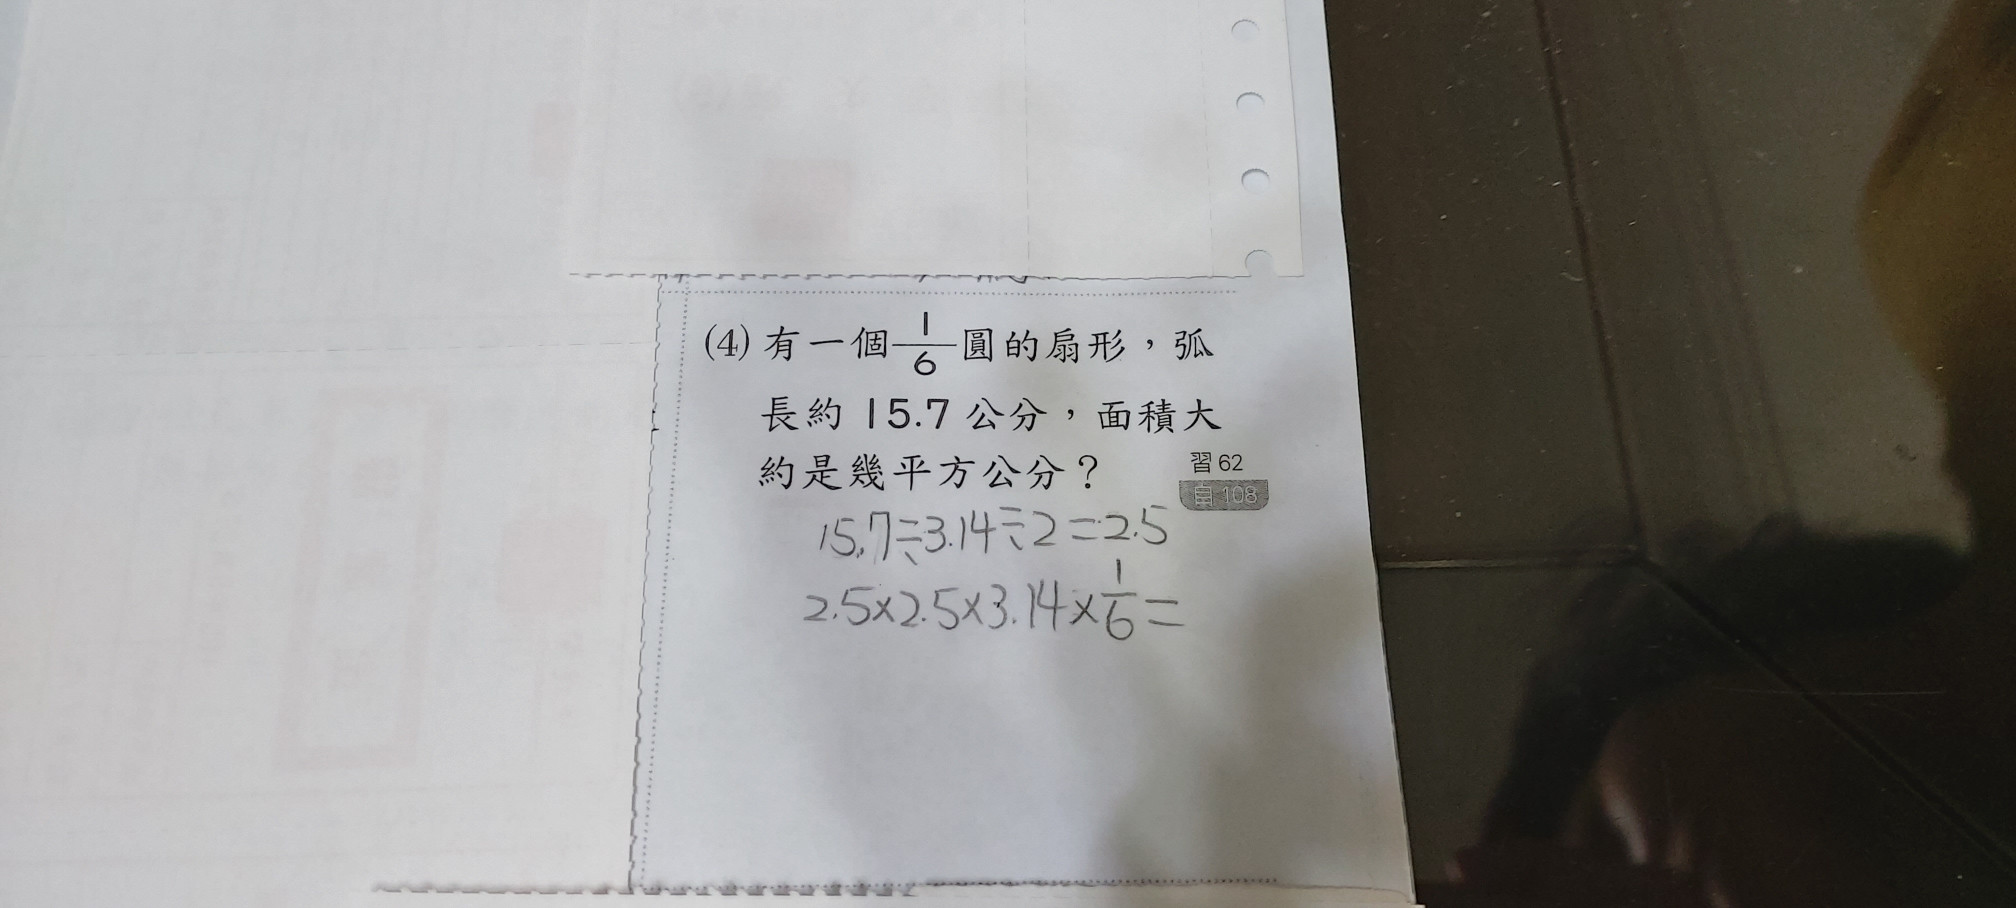 (4) 有一個1/6圓的扇形，弧
長約 15.7 公分，面積大
約是幾平方公分？
習 62
自 108
15.7÷3.14÷2=2.5
2.5×2.5×3.14×1/6=